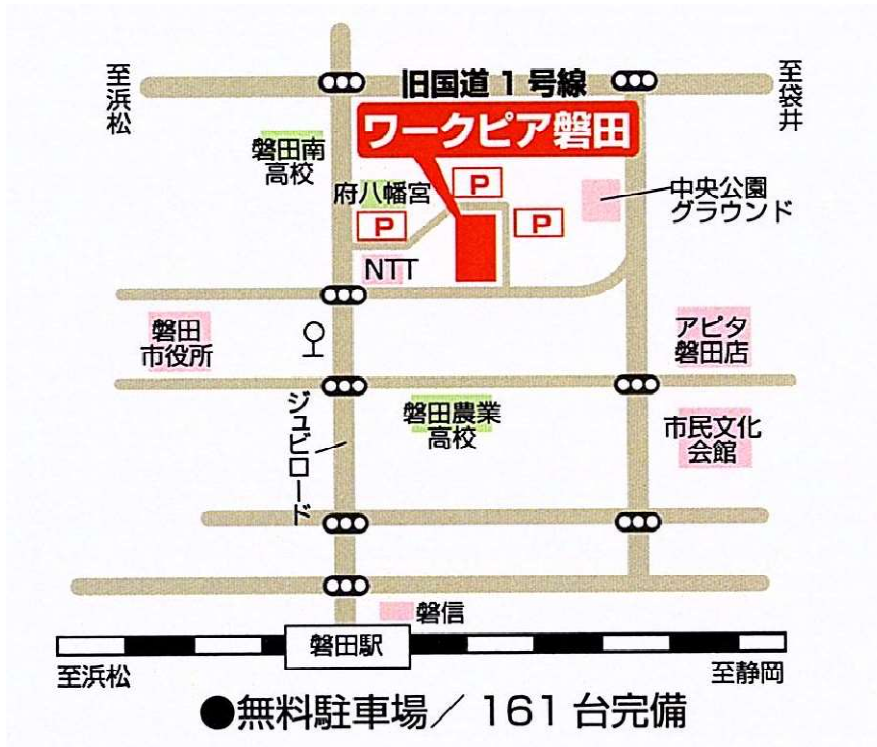 至浜松
旧国道1号線
至袋井
ワークピア磐田
磐田南
高校
府八幡宮
P
P
P
中央公園
グラウンド
NTT
磐田
市役所
アピタ
磐田店
ジュビロード
磐田農業
高校
市民文化
会館
磐信
磐田駅
至浜松
至静岡
●無料駐車場／161台完備